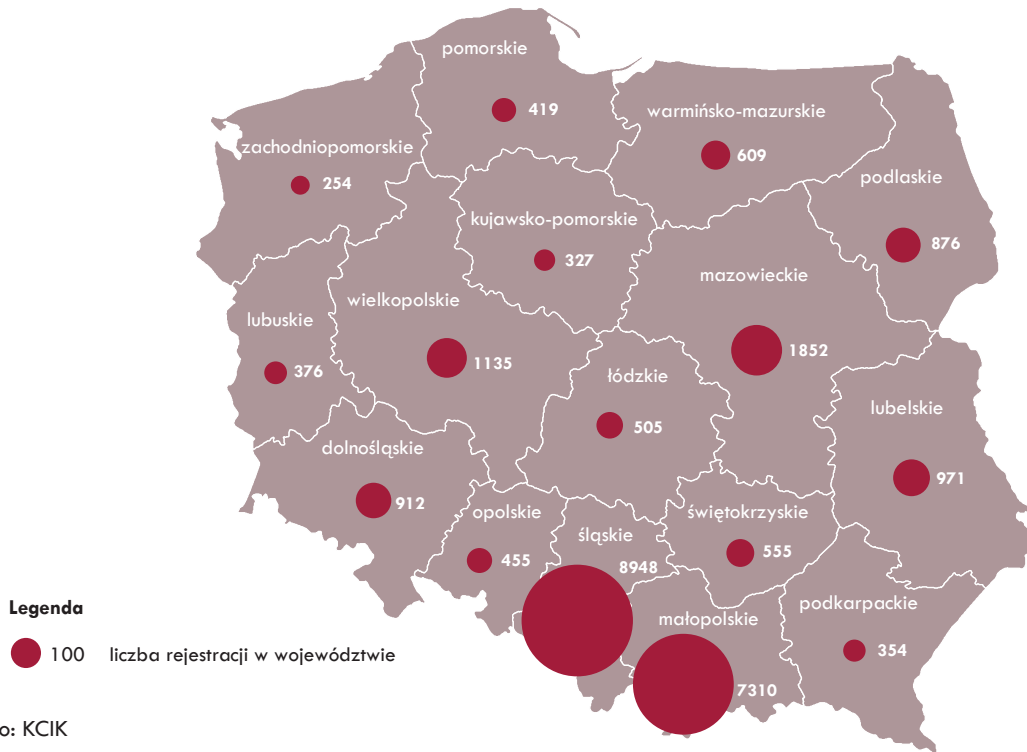 pomorskie
419
warmińsko-mazurskie
609
zachodniopomorskie
254
podlaskie
876
kujawsko-pomorskie
327
mazowieckie
1852
wielkopolskie
1135
lubuskie
376
łódzkie
505
lubelskie
971
dolnośląskie
912
opolskie
455
śląskie
8948
świętokrzyskie
555
małopolskie
7310
podkarpackie
354
Legenda
100 liczba rejestracji w województwie
o: KCIK